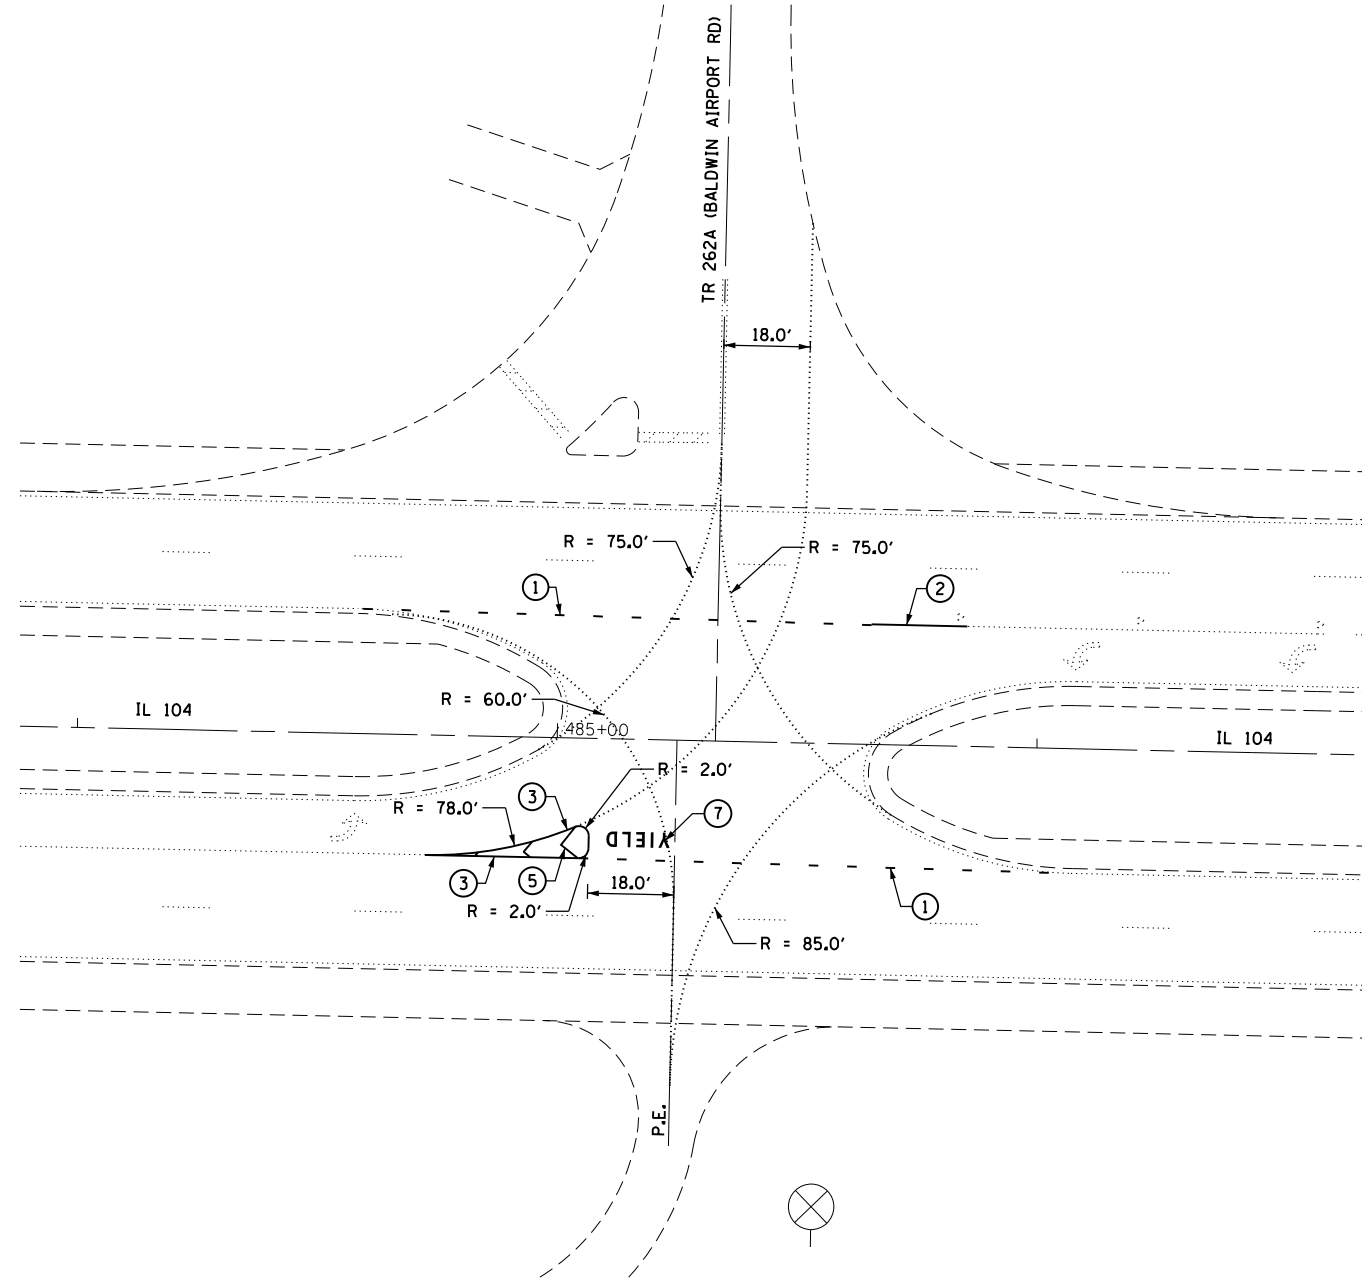 TR 262A (BALDWIN AIRPORT RD)
18.0'
R = 75.0'
R = 75.0'
1
2
R = 60.0'
IL 104
485+00
IL 104
R = 2.0'
3
R = 78.0'
7
YIELD
3
5
18.0'
R = 2.0'
1
R = 85.0'
P.E.